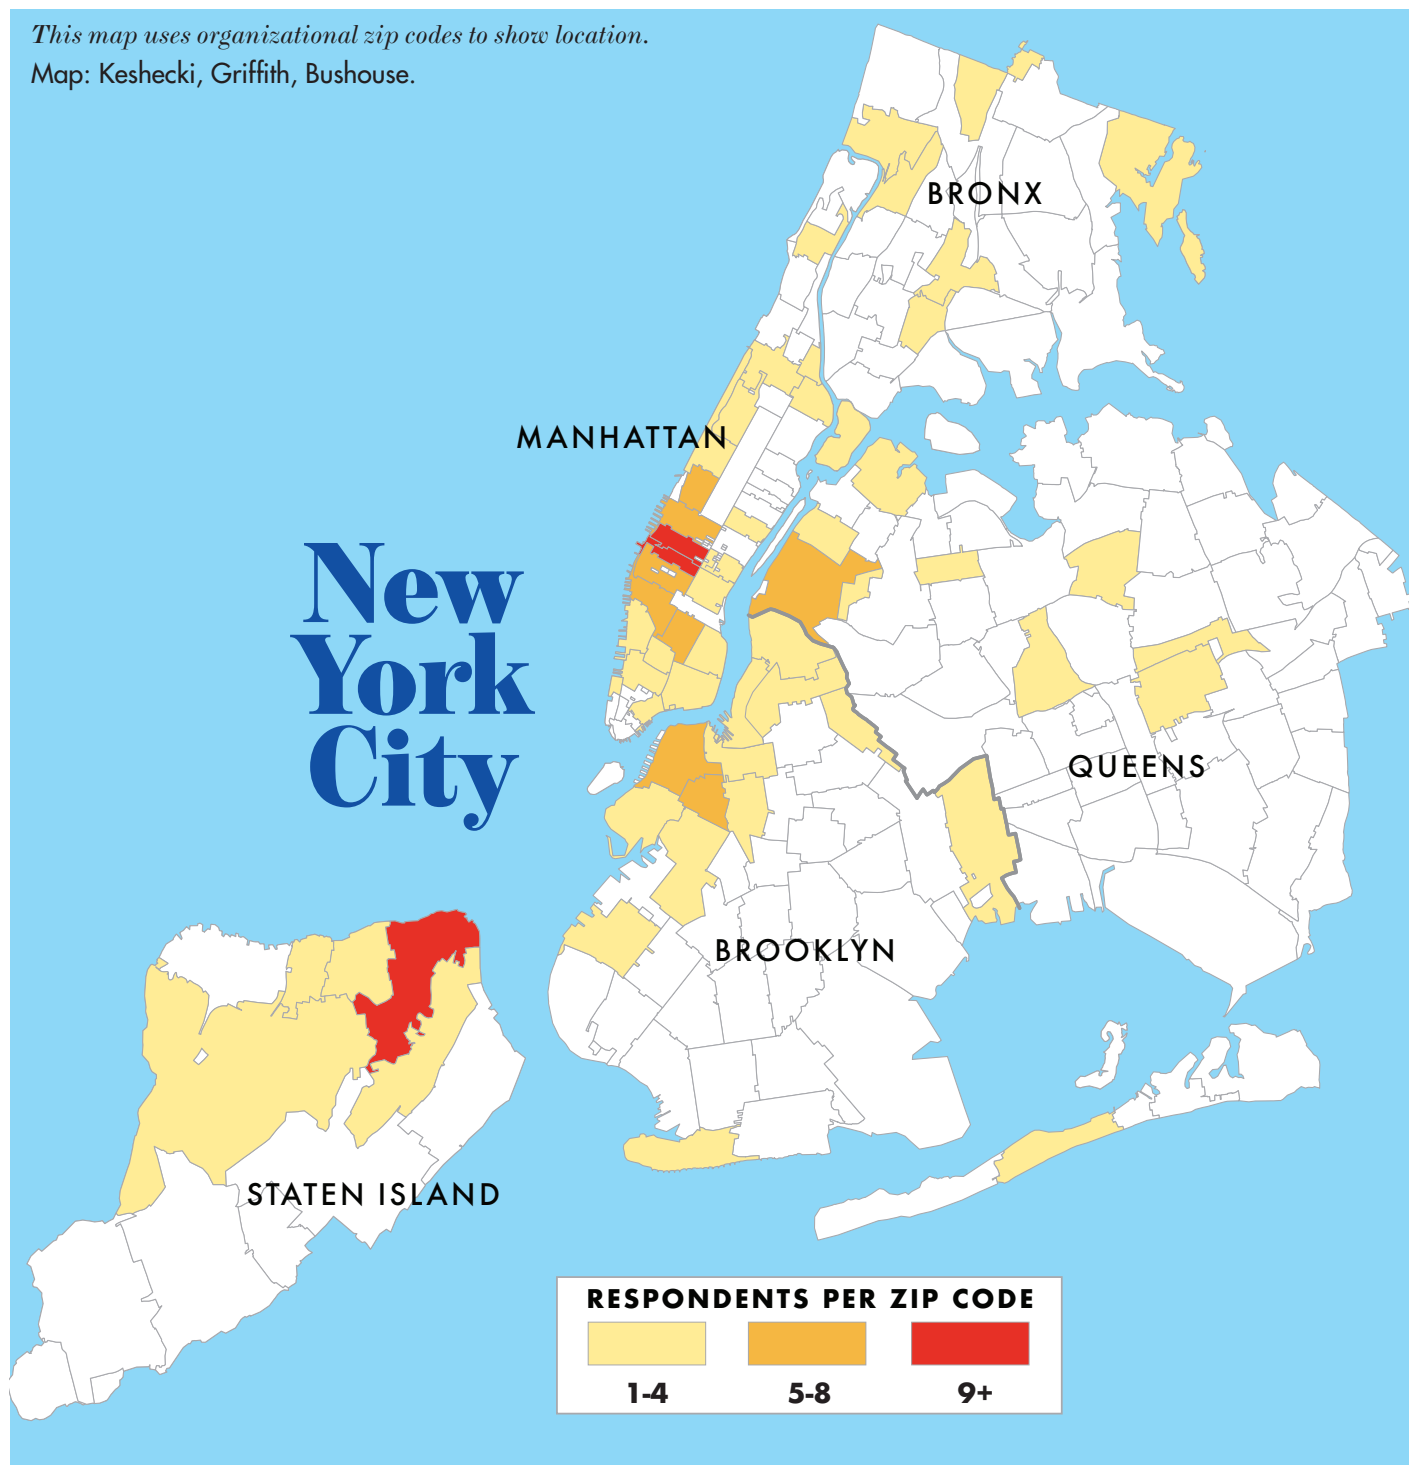 This map uses organizational zip codes to show location.
Map: Keshecki, Griffith, Bushouse.
BRONX
MANHATTAN
New
York
City
QUEENS
BROOKLYN
STATEN ISLAND
RESPONDENTS PER ZIP CODE
1-4 5-8 9+